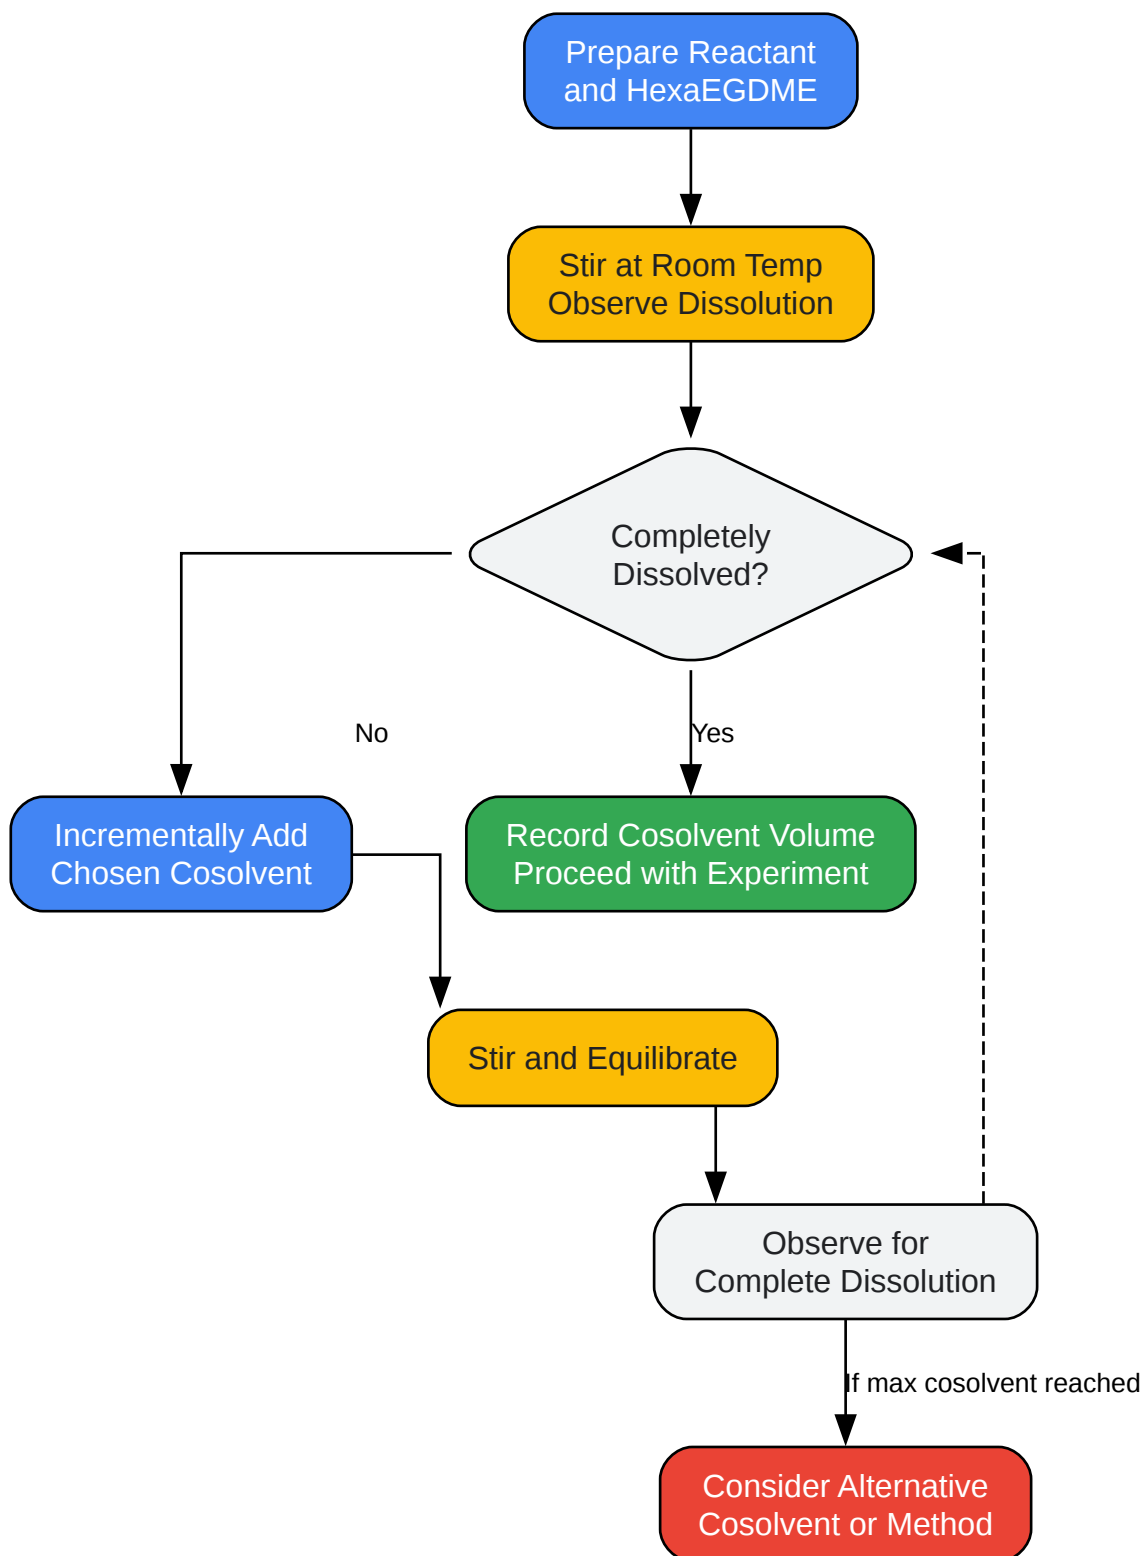 Prepare Reactant
and HexaEGDME
Stir at Room Temp
Observe Dissolution
Completely
Dissolved?
No
Yes
Incrementally Add
Chosen Cosolvent
Record Cosolvent Volume
Proceed with Experiment
Stir and Equilibrate
Observe for
Complete Dissolution
If max cosolvent reached
Consider Alternative
Cosolvent or Method